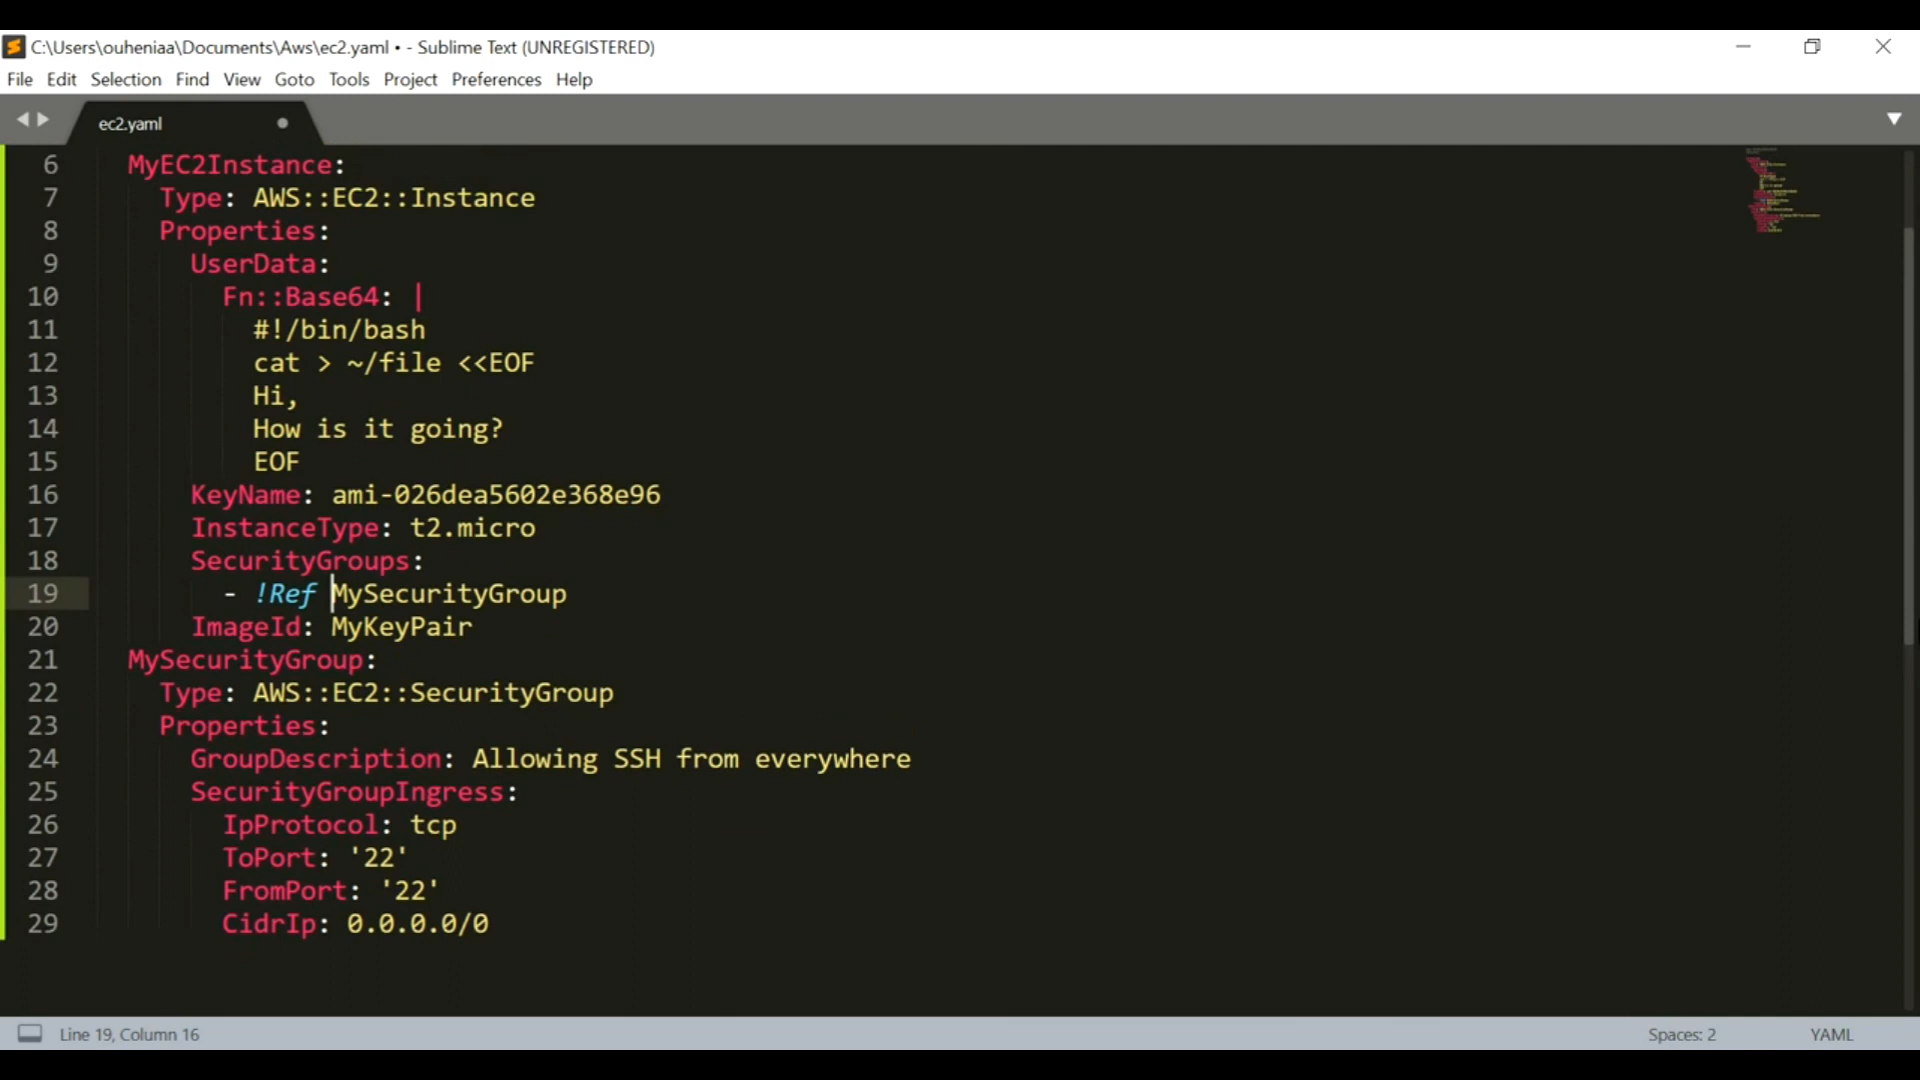 C:\Users\ouheniaa\Documents\Aws\ec2.yaml • - Sublime Text (UNREGISTERED)
File Edit Selection Find View Goto Tools Project Preferences Help
ec2.yaml
6 MyEC2Instance:
7 Type: AWS::EC2::Instance
8 Properties:
9 UserData:
10 Fn::Base64: |
11 #!/bin/bash
12 cat > ~/file <<EOF
13 Hi,
14 How is it going?
15 EOF
16 KeyName: ami-026dea5602e368e96
17 InstanceType: t2.micro
18 SecurityGroups:
19 - !Ref MySecurityGroup
20 ImageId: MyKeyPair
21 MySecurityGroup:
22 Type: AWS::EC2::SecurityGroup
23 Properties:
24 GroupDescription: Allowing SSH from everywhere
25 SecurityGroupIngress:
26 IpProtocol: tcp
27 ToPort: '22'
28 FromPort: '22'
29 CidrIp: 0.0.0.0/0
Line 19, Column 16 Spaces: 2 YAML